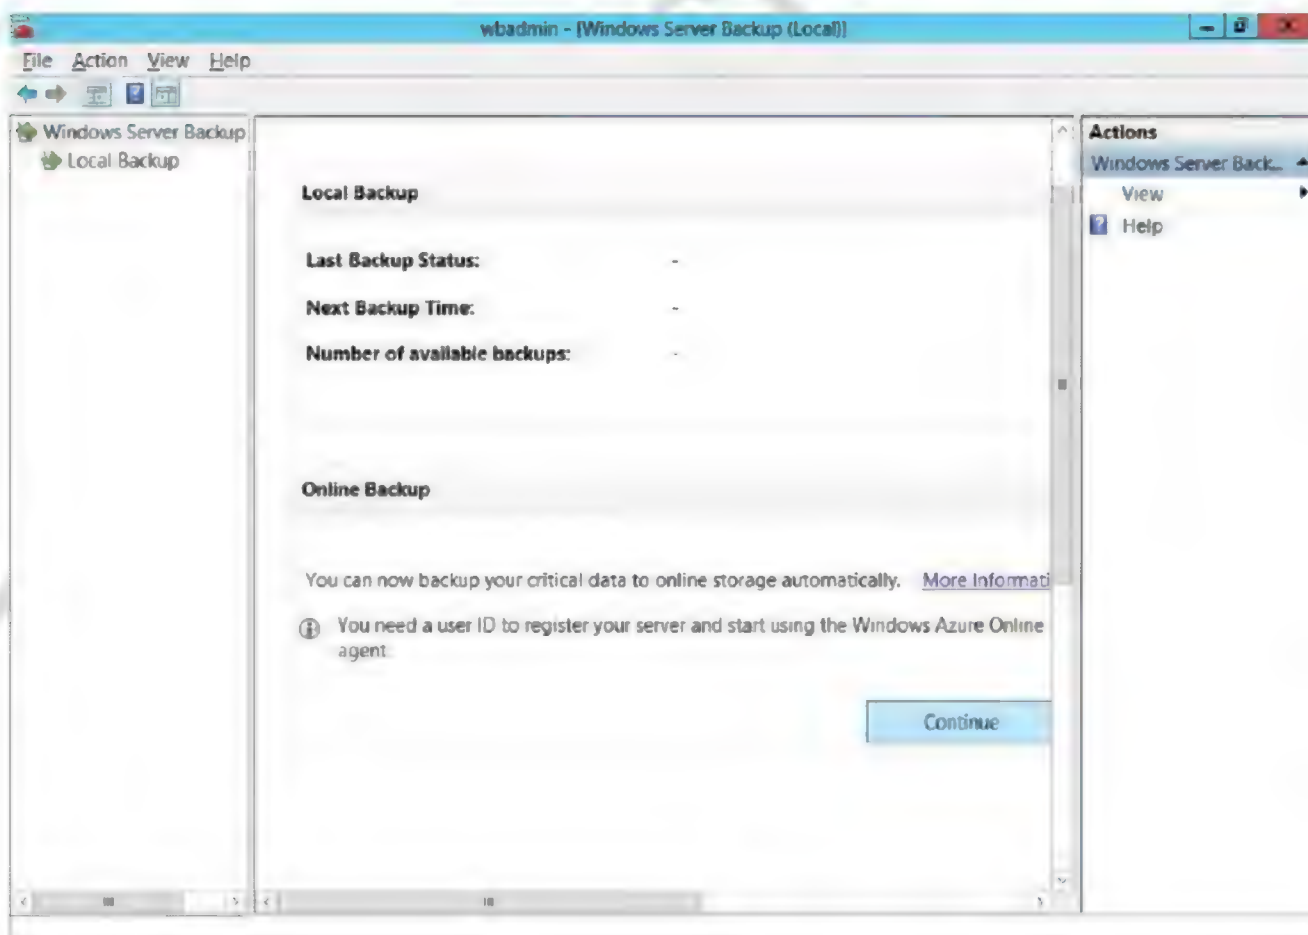 wbadmin - [Windows Server Backup (Local)]
File Action View Help
Windows Server Backup
Local Backup
Local Backup
Last Backup Status: -
Next Backup Time: -
Number of available backups: -
Online Backup
You can now backup your critical data to online storage automatically. More Informati
You need a user ID to register your server and start using the Windows Azure Online
agent
Continue
Actions
Windows Server Back...
View
Help